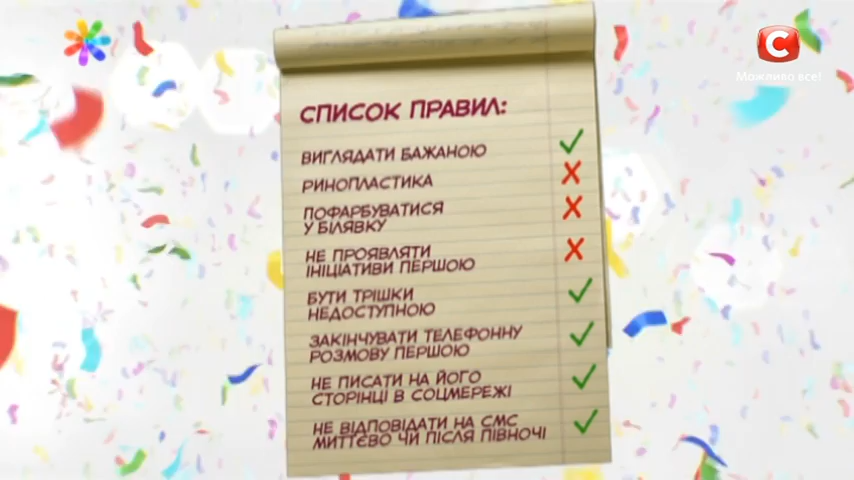 СПИСОК ПРАВИЛ:
ВИГЛЯДАТИ БАЖАНОЮ
РИНОПЛАСТИКА
ПОФАРБУВАТИСЯ
У БІЛЯВКУ
НЕ ПРОЯВЛЯТИ
ІНІЦІАТИВИ ПЕРШОЮ
БУТИ ТРІШКИ
НЕДОСТУПНОЮ
ЗАКІНЧУВАТИ ТЕЛЕФОННУ
РОЗМОВУ ПЕРШОЮ
НЕ ПИСАТИ НА ЙОГО
СТОРІНЦІ В СОЦМЕРЕЖІ
НЕ ВІДПОВІДАТИ НА СМС
МИТТЄВО ЧИ ПІСЛЯ ПІВНОЧІ
С
Можливо все!